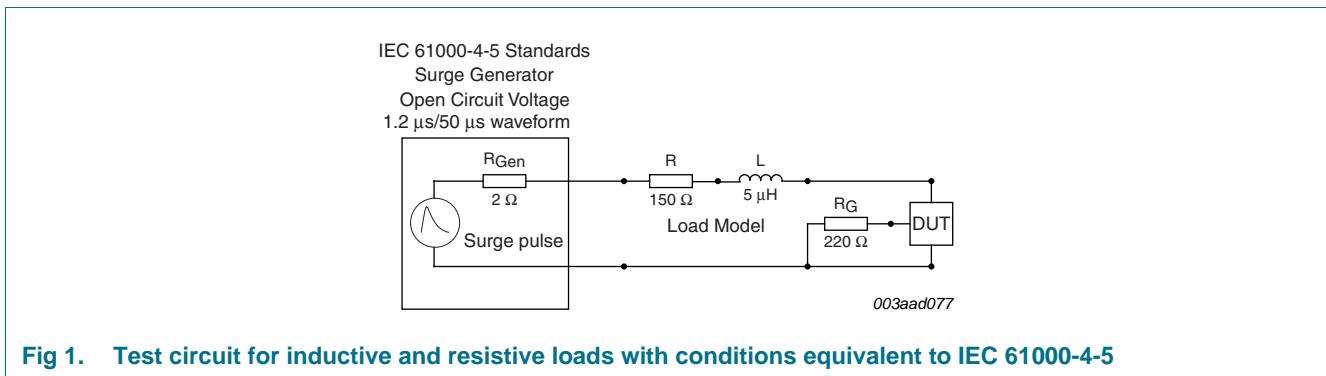 IEC 61000-4-5 Standards
Surge Generator
Open Circuit Voltage
1.2 μs/50 μs waveform
RGen
2 Ω
Surge pulse
R
150 Ω
L
5 μH
Load Model
RG
220 Ω
DUT
003aad077
Fig 1. Test circuit for inductive and resistive loads with conditions equivalent to IEC 61000-4-5